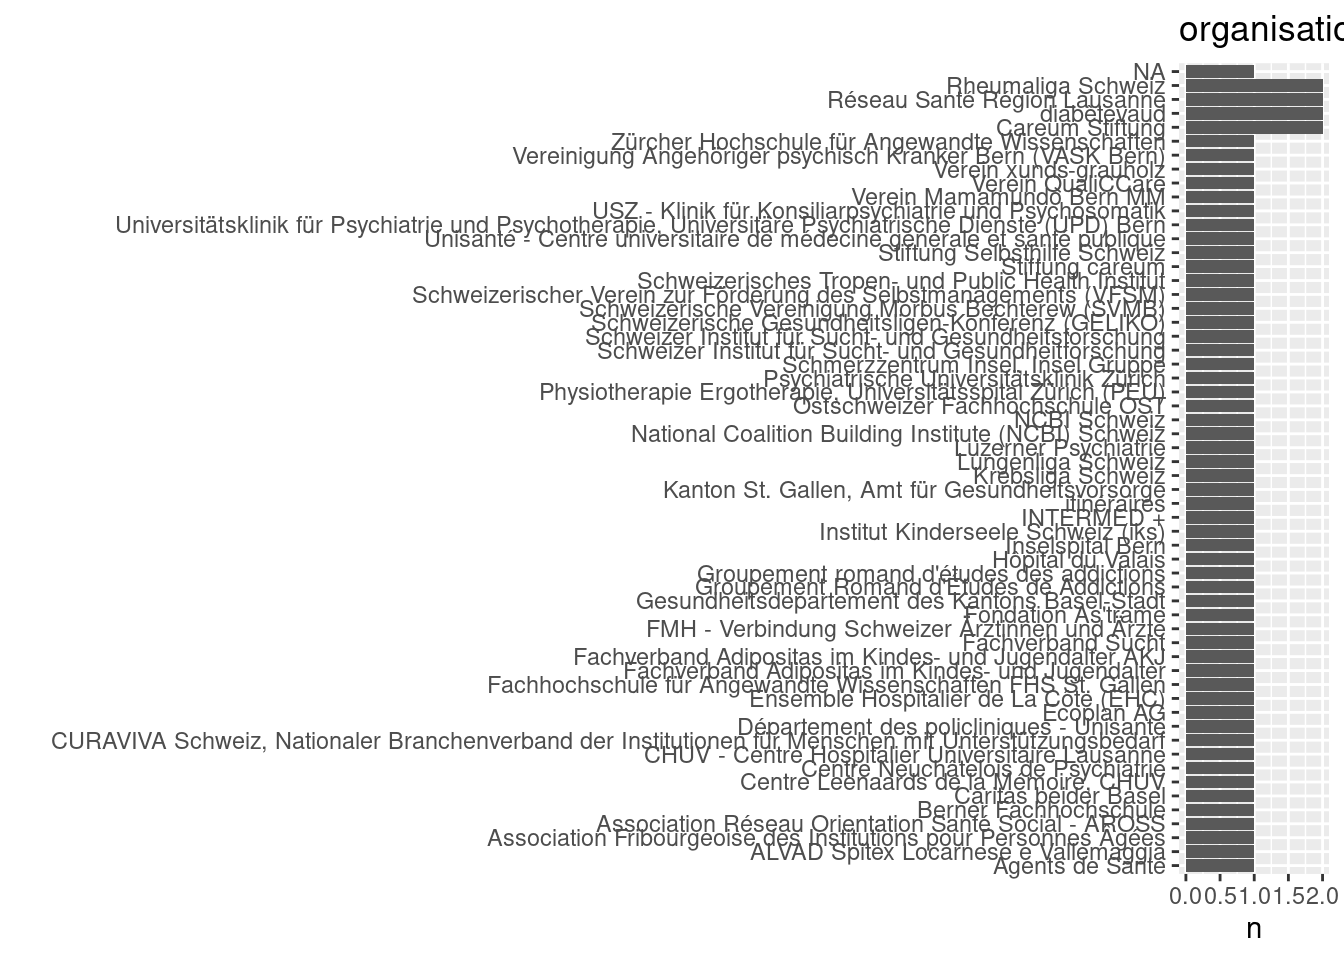 organisatio
NA
Rheumaliga Schweiz
Réseau Santé Région Lausanne
diabètevaud
Careum Stiftung
Zürcher Hochschule für Angewandte Wissenschaften
Vereinigung Angehöriger psychisch Kranker Bern (VASK Bern)
Verein xunds-grauholz
Verein QualiCCare
Verein Mamamundo Bern MM
USZ - Klinik für Konsiliarpsychiatrie und Psychosomatik
Universitätsklinik für Psychiatrie und Psychotherapie, Universitäre Psychiatrische Dienste (UPD) Bern
Unisanté - Centre universitaire de médecine générale et santé publique
Stiftung Selbsthilfe Schweiz
Stiftung careum
Schweizerisches Tropen- und Public Health Institut
Schweizerischer Verein zur Förderung des Selbstmanagements (VFSM)
Schweizerische Vereinigung Morbus Bechterew (SVMB)
Schweizerische Gesundheitsligen-Konferenz (GELIKO)
Schweizer Institut für Sucht- und Gesundheitsforschung
Schweizer Institut für Sucht- und Gesundheitforschung
Schmerzzentrum Insel, Insel Gruppe
Psychiatrische Universitätsklinik Zürich
Physiotherapie Ergotherapie, Universitätsspital Zürich (PEU)
Ostschweizer Fachhochschule OST
NCBI Schweiz
National Coalition Building Institute (NCBI) Schweiz
Luzerner Psychiatrie
Lungenliga Schweiz
Krebsliga Schweiz
Kanton St. Gallen, Amt für Gesundheitsvorsorge
itinéraires
INTERMED +
Institut Kinderseele Schweiz (iks)
Inselspital Bern
Hôpital du Valais
Groupement romand d'études des addictions
Groupement Romand d'Etudes de Addictions
Gesundheitsdepartement des Kantons Basel-Stadt
Fondation As'trame
FMH - Verbindung Schweizer Ärztinnen und Ärzte
Fachverband Sucht
Fachverband Adipositas im Kindes- und Jugendalter AKJ
Fachverband Adipositas im Kindes- und Jugendalter
Fachhochschule für Angewandte Wissenschaften FHS St. Gallen
Ensemble Hospitalier de La Côte (EHC)
Ecoplan AG
Département des policliniques - Unisanté
CURAVIVA Schweiz, Nationaler Branchenverband der Institutionen für Menschen mit Unterstützungsbedarf
CHUV - Centre Hospitalier Universitaire Lausanne
Centre Neuchâtelois de Psychiatrie
Centre Leenaards de la Mémoire, CHUV
Caritas beider Basel
Berner Fachhochschule
Association Réseau Orientation Santé Social - AROSS
Association Fribourgeoise des Institutions pour Personnes Âgées
ALVAD Spitex Locarnese e Vallemaggia
Agents de Santé
0.0 0.5 1.0 1.5 2.0
n